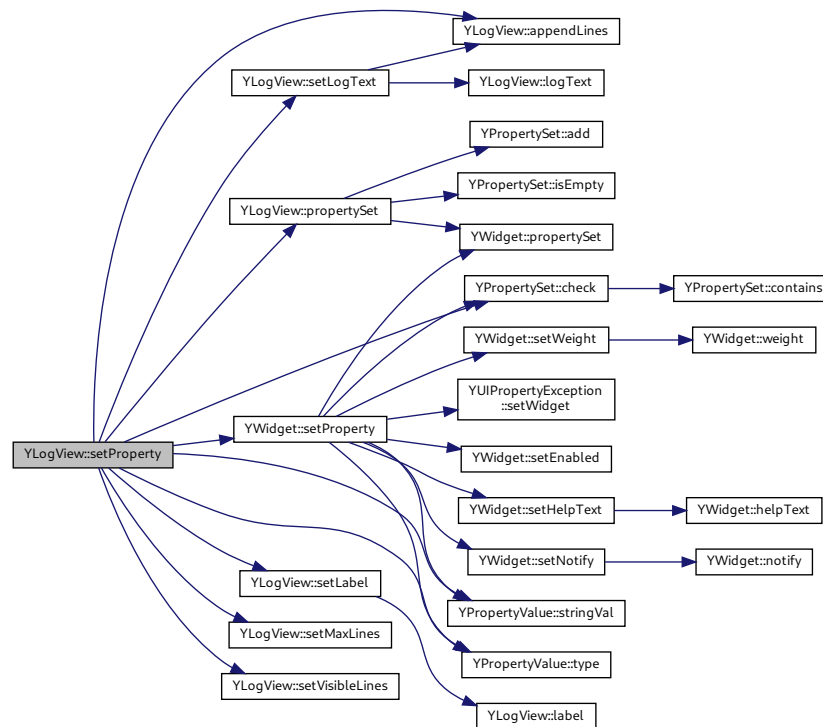 YLogView::appendLines
YLogView::setLogText
YLogView::logText
YPropertySet::add
YPropertySet::isEmpty
YLogView::propertySet
YWidget::propertySet
YPropertySet::check
YPropertySet::contains
YWidget::setWeight
YWidget::weight
YUIPropertyException
::setWidget
YWidget::setProperty
YLogView::setProperty
YWidget::setEnabled
YWidget::setHelpText
YWidget::helpText
YWidget::setNotify
YWidget::notify
YLogView::setLabel
YPropertyValue::stringVal
YLogView::setMaxLines
YPropertyValue::type
YLogView::setVisibleLines
YLogView::label